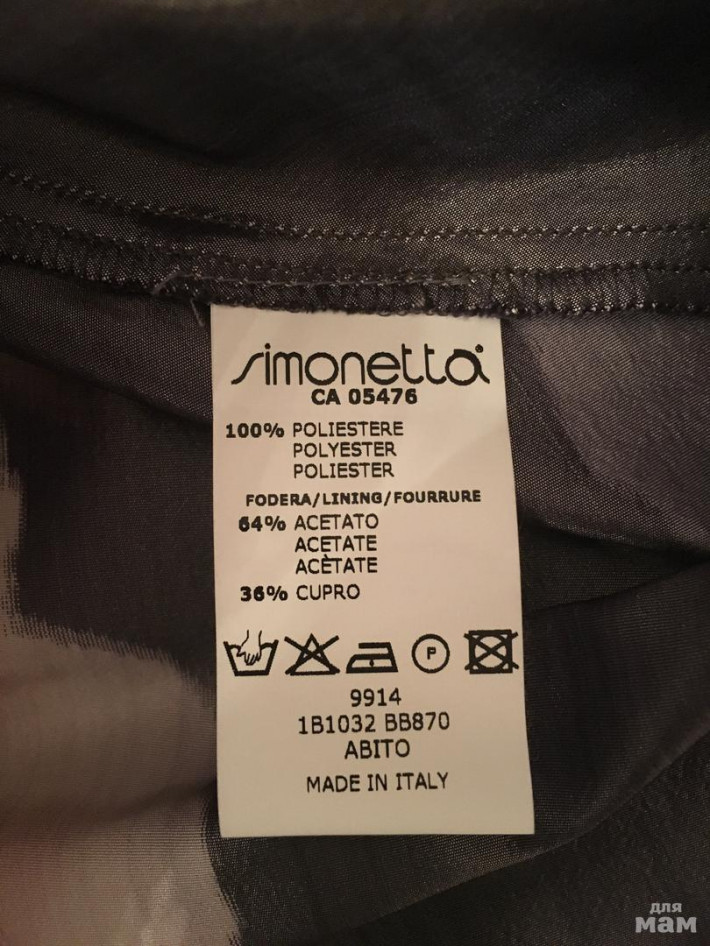 simonetta®
CA 05476
100% POLIESTERE
POLYESTER
POLIESTER
FODERA/LINING/FOURRURE
64% ACETATO
ACETATE
ACÈTATE
36% CUPRO
P
9914
1B1032 BB870
ABITO
MADE IN ITALY
для
мам